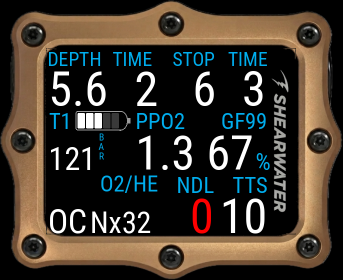 DEPTH TIME STOP TIME
5.6 2 6 3
T1 PPO2 GF99
121 BAR 1.3 67%
O2/HE NDL TTS
OC Nx32 0 10
SHEARWATER